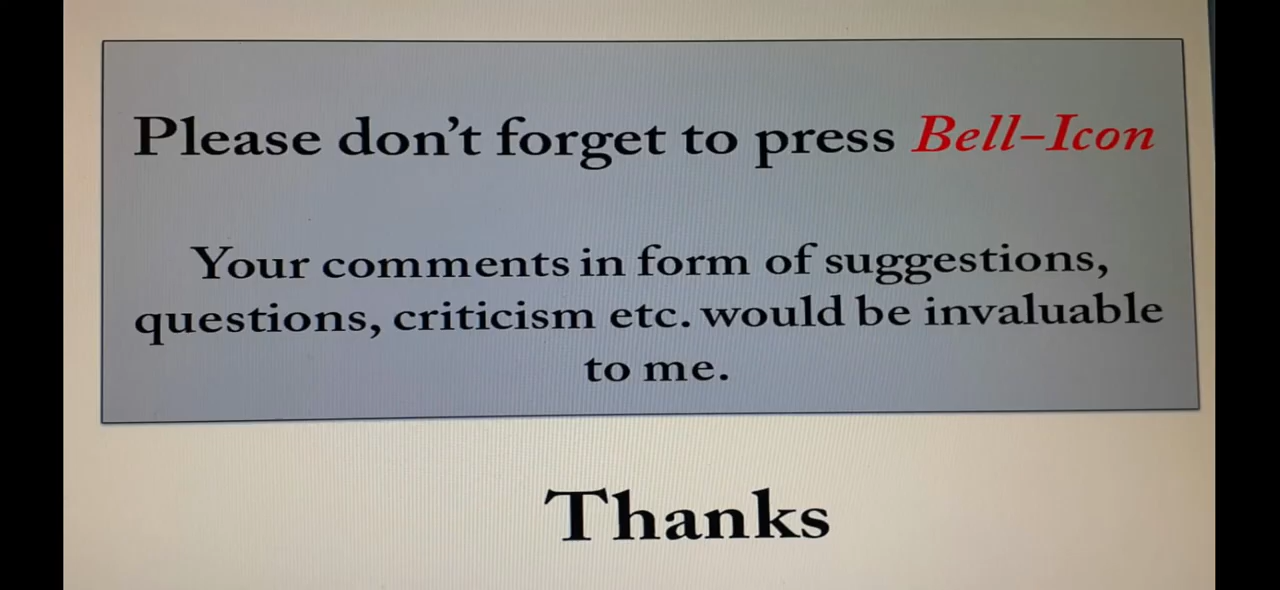 Please don't forget to press Bell-Icon
Your comments in form of suggestions,
questions, criticism etc. would be invaluable
to me.
Thanks